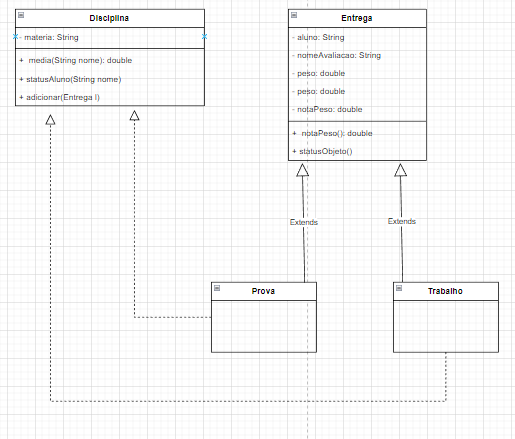 Disciplina
- materia: String
+ media(String nome): double
+ statusAluno(String nome)
+ adicionar(Entrega l)
Entrega
- aluno: String
- nomeAvaliacao: String
- peso: double
- peso: double
- notaPeso: double
+ notaPeso(): double
+ statusObjeto()
Extends
Extends
Prova
Trabalho